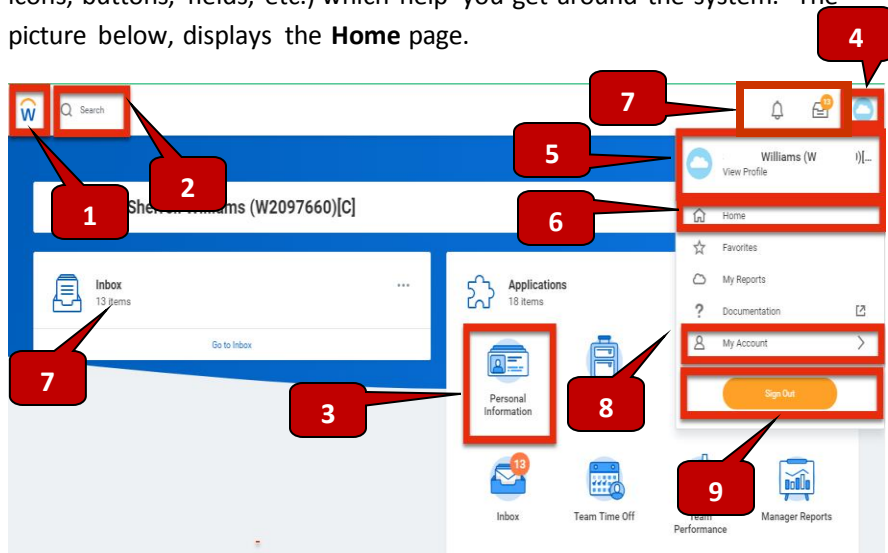 icons, buttons, fields, etc.) which help you get around the system. The
picture below, displays the Home page.
4
7
W
Search
5
Williams (W )[...
View Profile
2
1
ms (W2097660)[C]
6
Home
Favorites
Inbox
13 items
...
Applications
18 items
My Reports
Documentation
Go to Inbox
My Account
7
3
Personal
Information
8
Sign Out
13
9
Inbox
Team Time Off
Team
Performance
Manager Reports